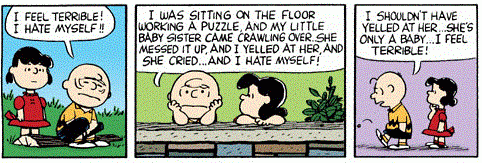 I FEEL TERRIBLE!
I HATE MYSELF!!
I WAS SITTING ON THE FLOOR
WORKING A PUZZLE, AND MY LITTLE
BABY SISTER CAME CRAWLING OVER..SHE
MESSED IT UP, AND I YELLED AT HER, AND
SHE CRIED...AND I HATE MYSELF!
I SHOULDN'T HAVE
YELLED AT HER...SHE'S
ONLY A BABY...I FEEL
TERRIBLE!